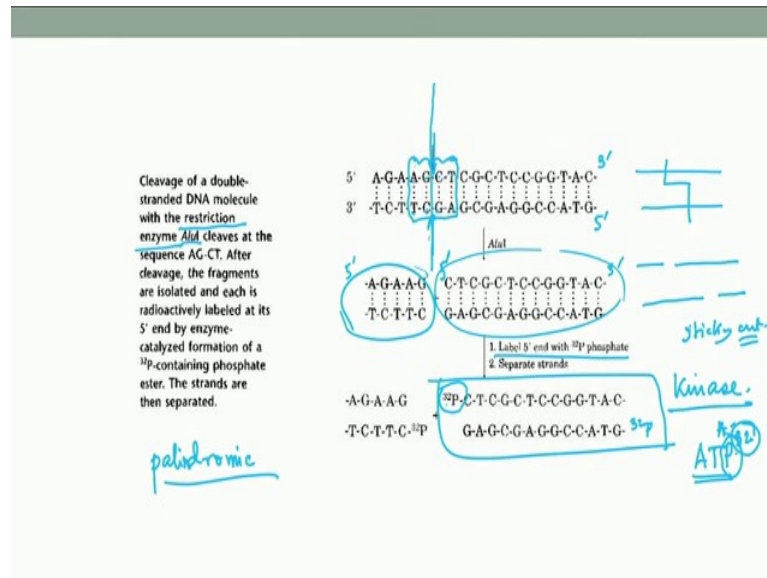 Cleavage of a double-
stranded DNA molecule
with the restriction
enzyme AluI cleaves at the
sequence AG-CT. After
cleavage, the fragments
are isolated and each is
radioactively labeled at its
5' end by enzyme-
catalyzed formation of a
³²P-containing phosphate
ester. The strands are
then separated.
palindromic
3'
5' A-G-A-A-G-C-T-C-G-C-T-C-C-G-G-T-A-C-
3' -T-C-T-T-C-G-A-G-C-G-A-G-G-C-C-A-T-G-
5'
AluI
5' 5' 3'
-A-G-A-A-G C-T-C-G-C-T-C-C-G-G-T-A-C-
-T-C-T-T-C G-A-G-C-G-A-G-G-C-C-A-T-G-
sticky
1. Label 5' end with ³²P phosphate
2. Separate strands
Kinase.
-A-G-A-A-G ³²P-C-T-C-G-C-T-C-C-G-G-T-A-C-
-T-C-T-T-C-³²P G-A-G-C-G-A-G-G-C-C-A-T-G- 32p
32
ATP